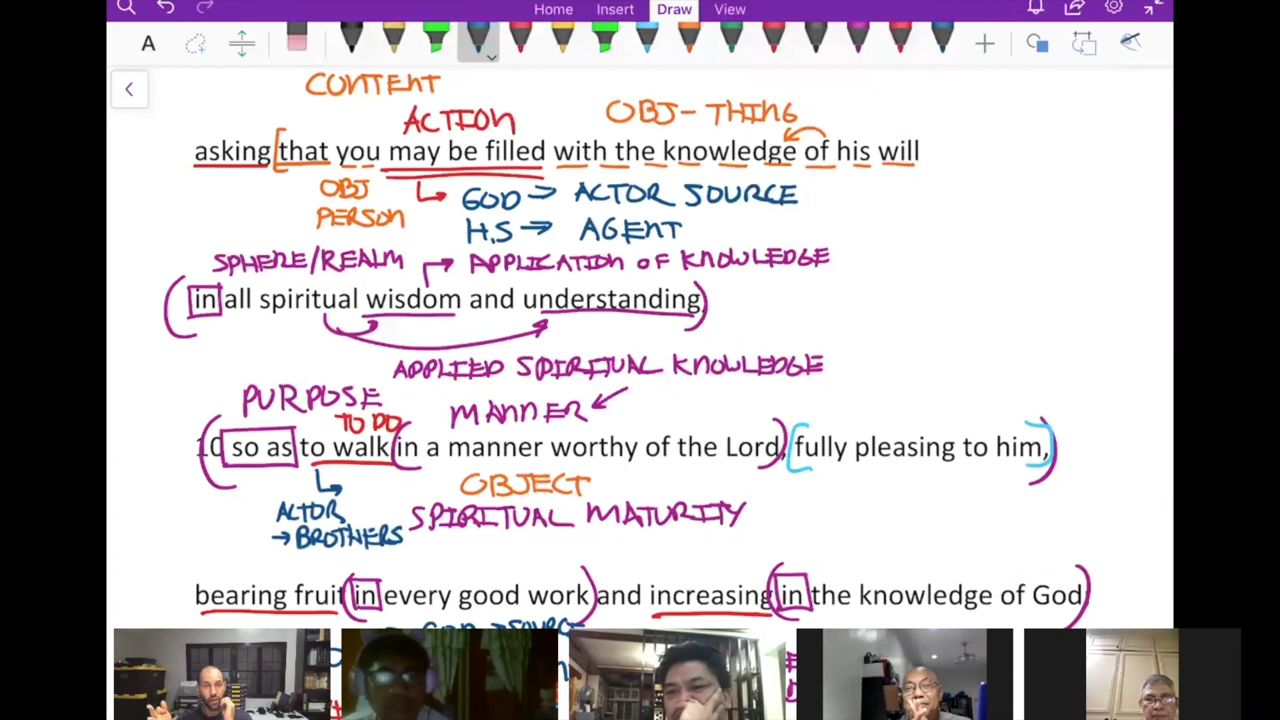 Home Insert Draw View
A
CONTENT
ACTION OBJ-THING
asking that you may be filled with the knowledge of his will
OBJ PERSON
GOD → ACTOR SOURCE
H.S → AGENT
SPHERE/REALM → APPLICATION OF KNOWLEDGE
in all spiritual wisdom and understanding,
APPLIED SPIRITUAL KNOWLEDGE
PURPOSE TO DO MANNER
10 so as to walk in a manner worthy of the Lord, fully pleasing to him,
OBJECT
ACTOR SPIRITUAL MATURITY
→ BROTHERS
bearing fruit in every good work and increasing in the knowledge of God
GOD → SOURCE